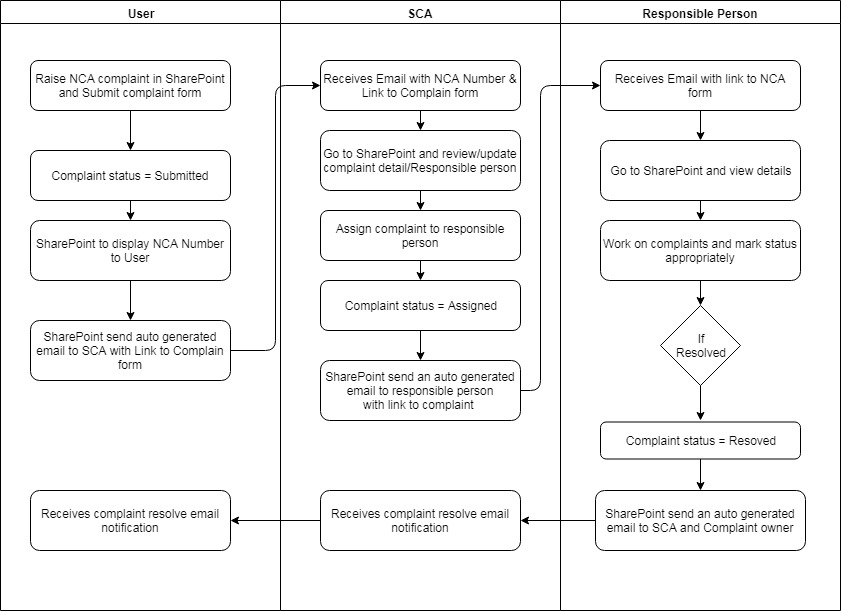 User
SCA
Responsible Person
Raise NCA complaint in SharePoint
and Submit complaint form
Complaint status = Submitted
SharePoint to display NCA Number
to User
SharePoint send auto generated
email to SCA with Link to Complain
form
Receives complaint resolve email
notification
Receives Email with NCA Number &
Link to Complain form
Go to SharePoint and review/update
complaint detail/Responsible person
Assign complaint to responsible
person
Complaint status = Assigned
SharePoint send an auto generated
email to responsible person
with link to complaint
Receives complaint resolve email
notification
Receives Email with link to NCA
form
Go to SharePoint and view details
Work on complaints and mark status
appropriately
If
Resolved
Complaint status = Resoved
SharePoint send an auto generated
email to SCA and Complaint owner